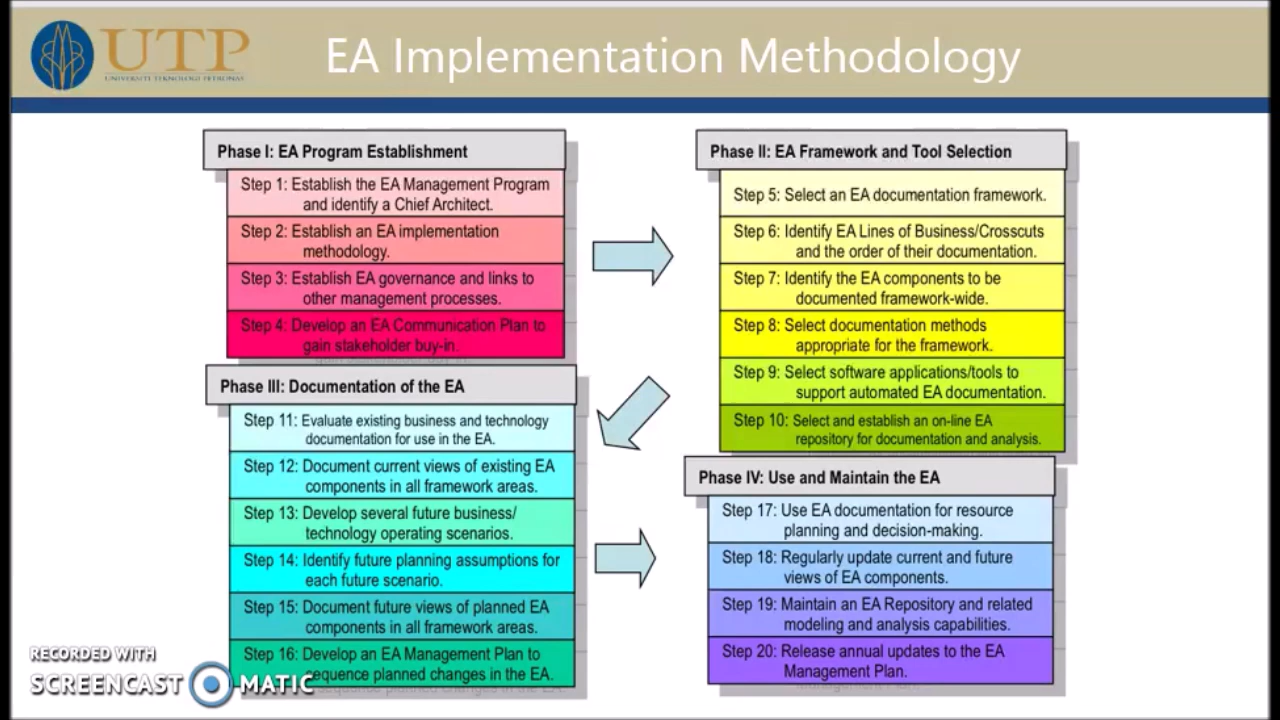 UTP
UNIVERSITI TEKNOLOGI PETRONAS
EA Implementation Methodology
Phase I: EA Program Establishment
Step 1: Establish the EA Management Program
and identify a Chief Architect.
Step 2: Establish an EA implementation
methodology.
Step 3: Establish EA governance and links to
other management processes.
Step 4: Develop an EA Communication Plan to
gain stakeholder buy-in.
Phase II: EA Framework and Tool Selection
Step 5: Select an EA documentation framework.
Step 6: Identify EA Lines of Business/Crosscuts
and the order of their documentation.
Step 7: Identify the EA components to be
documented framework-wide.
Step 8: Select documentation methods
appropriate for the framework.
Step 9: Select software applications/tools to
support automated EA documentation.
Step 10: Select and establish an on-line EA
repository for documentation and analysis.
Phase III: Documentation of the EA
Step 11: Evaluate existing business and technology
documentation for use in the EA.
Step 12: Document current views of existing EA
components in all framework areas.
Step 13: Develop several future business/
technology operating scenarios.
Step 14: Identify future planning assumptions for
each future scenario.
Step 15: Document future views of planned EA
components in all framework areas.
Step 16: Develop an EA Management Plan to
sequence planned changes in the EA.
Phase IV: Use and Maintain the EA
Step 17: Use EA documentation for resource
planning and decision-making.
Step 18: Regularly update current and future
views of EA components.
Step 19: Maintain an EA Repository and related
modeling and analysis capabilities.
Step 20: Release annual updates to the EA
Management Plan.
RECORDED WITH
SCREENCAST MATIC